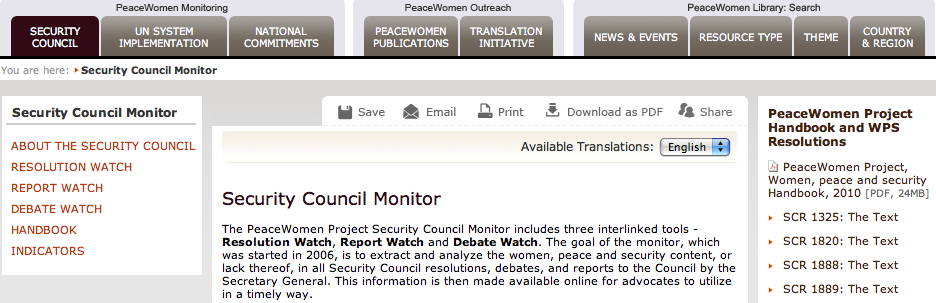 PeaceWomen Monitoring
PeaceWomen Outreach
PeaceWomen Library: Search
SECURITY
COUNCIL
UN SYSTEM
IMPLEMENTATION
NATIONAL
COMMITMENTS
PEACEWOMEN
PUBLICATIONS
TRANSLATION
INITIATIVE
NEWS & EVENTS
RESOURCE TYPE
THEME
COUNTRY
& REGION
You are here: Security Council Monitor
Security Council Monitor
ABOUT THE SECURITY COUNCIL
RESOLUTION WATCH
REPORT WATCH
DEBATE WATCH
HANDBOOK
INDICATORS
Save Email Print Download as PDF Share
Available Translations: English
Security Council Monitor
The PeaceWomen Project Security Council Monitor includes three interlinked tools -
Resolution Watch, Report Watch and Debate Watch. The goal of the monitor, which
was started in 2006, is to extract and analyze the women, peace and security content, or
lack thereof, in all Security Council resolutions, debates, and reports to the Council by the
Secretary General. This information is then made available online for advocates to utilize
in a timely way.
PeaceWomen Project
Handbook and WPS
Resolutions
PeaceWomen Project,
Women, peace and security
Handbook, 2010 [PDF, 24MB]
SCR 1325: The Text
SCR 1820: The Text
SCR 1888: The Text
SCR 1889: The Text